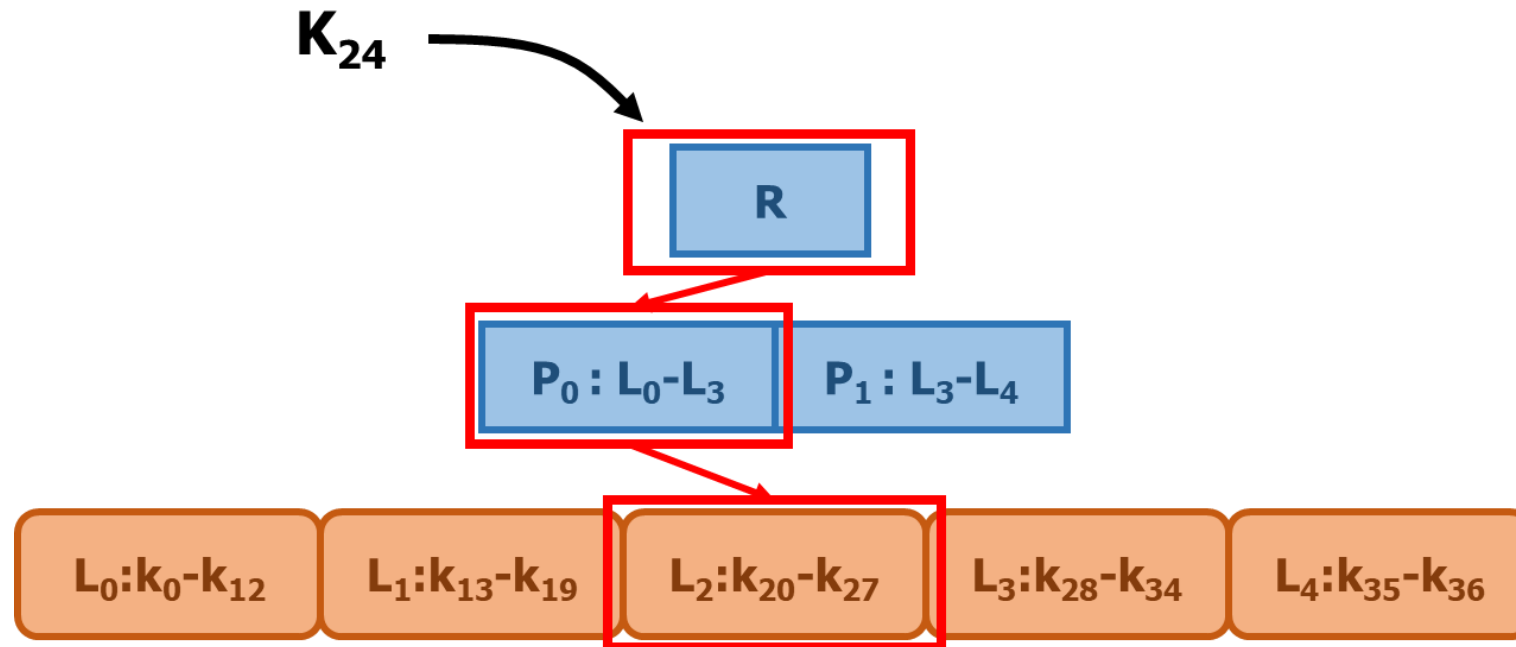 K₂₄
R
P₀ : L₀-L₃ P₁ : L₃-L₄
L₀:k₀-k₁₂ L₁:k₁₃-k₁₉ L₂:k₂₀-k₂₇ L₃:k₂₈-k₃₄ L₄:k₃₅-k₃₆